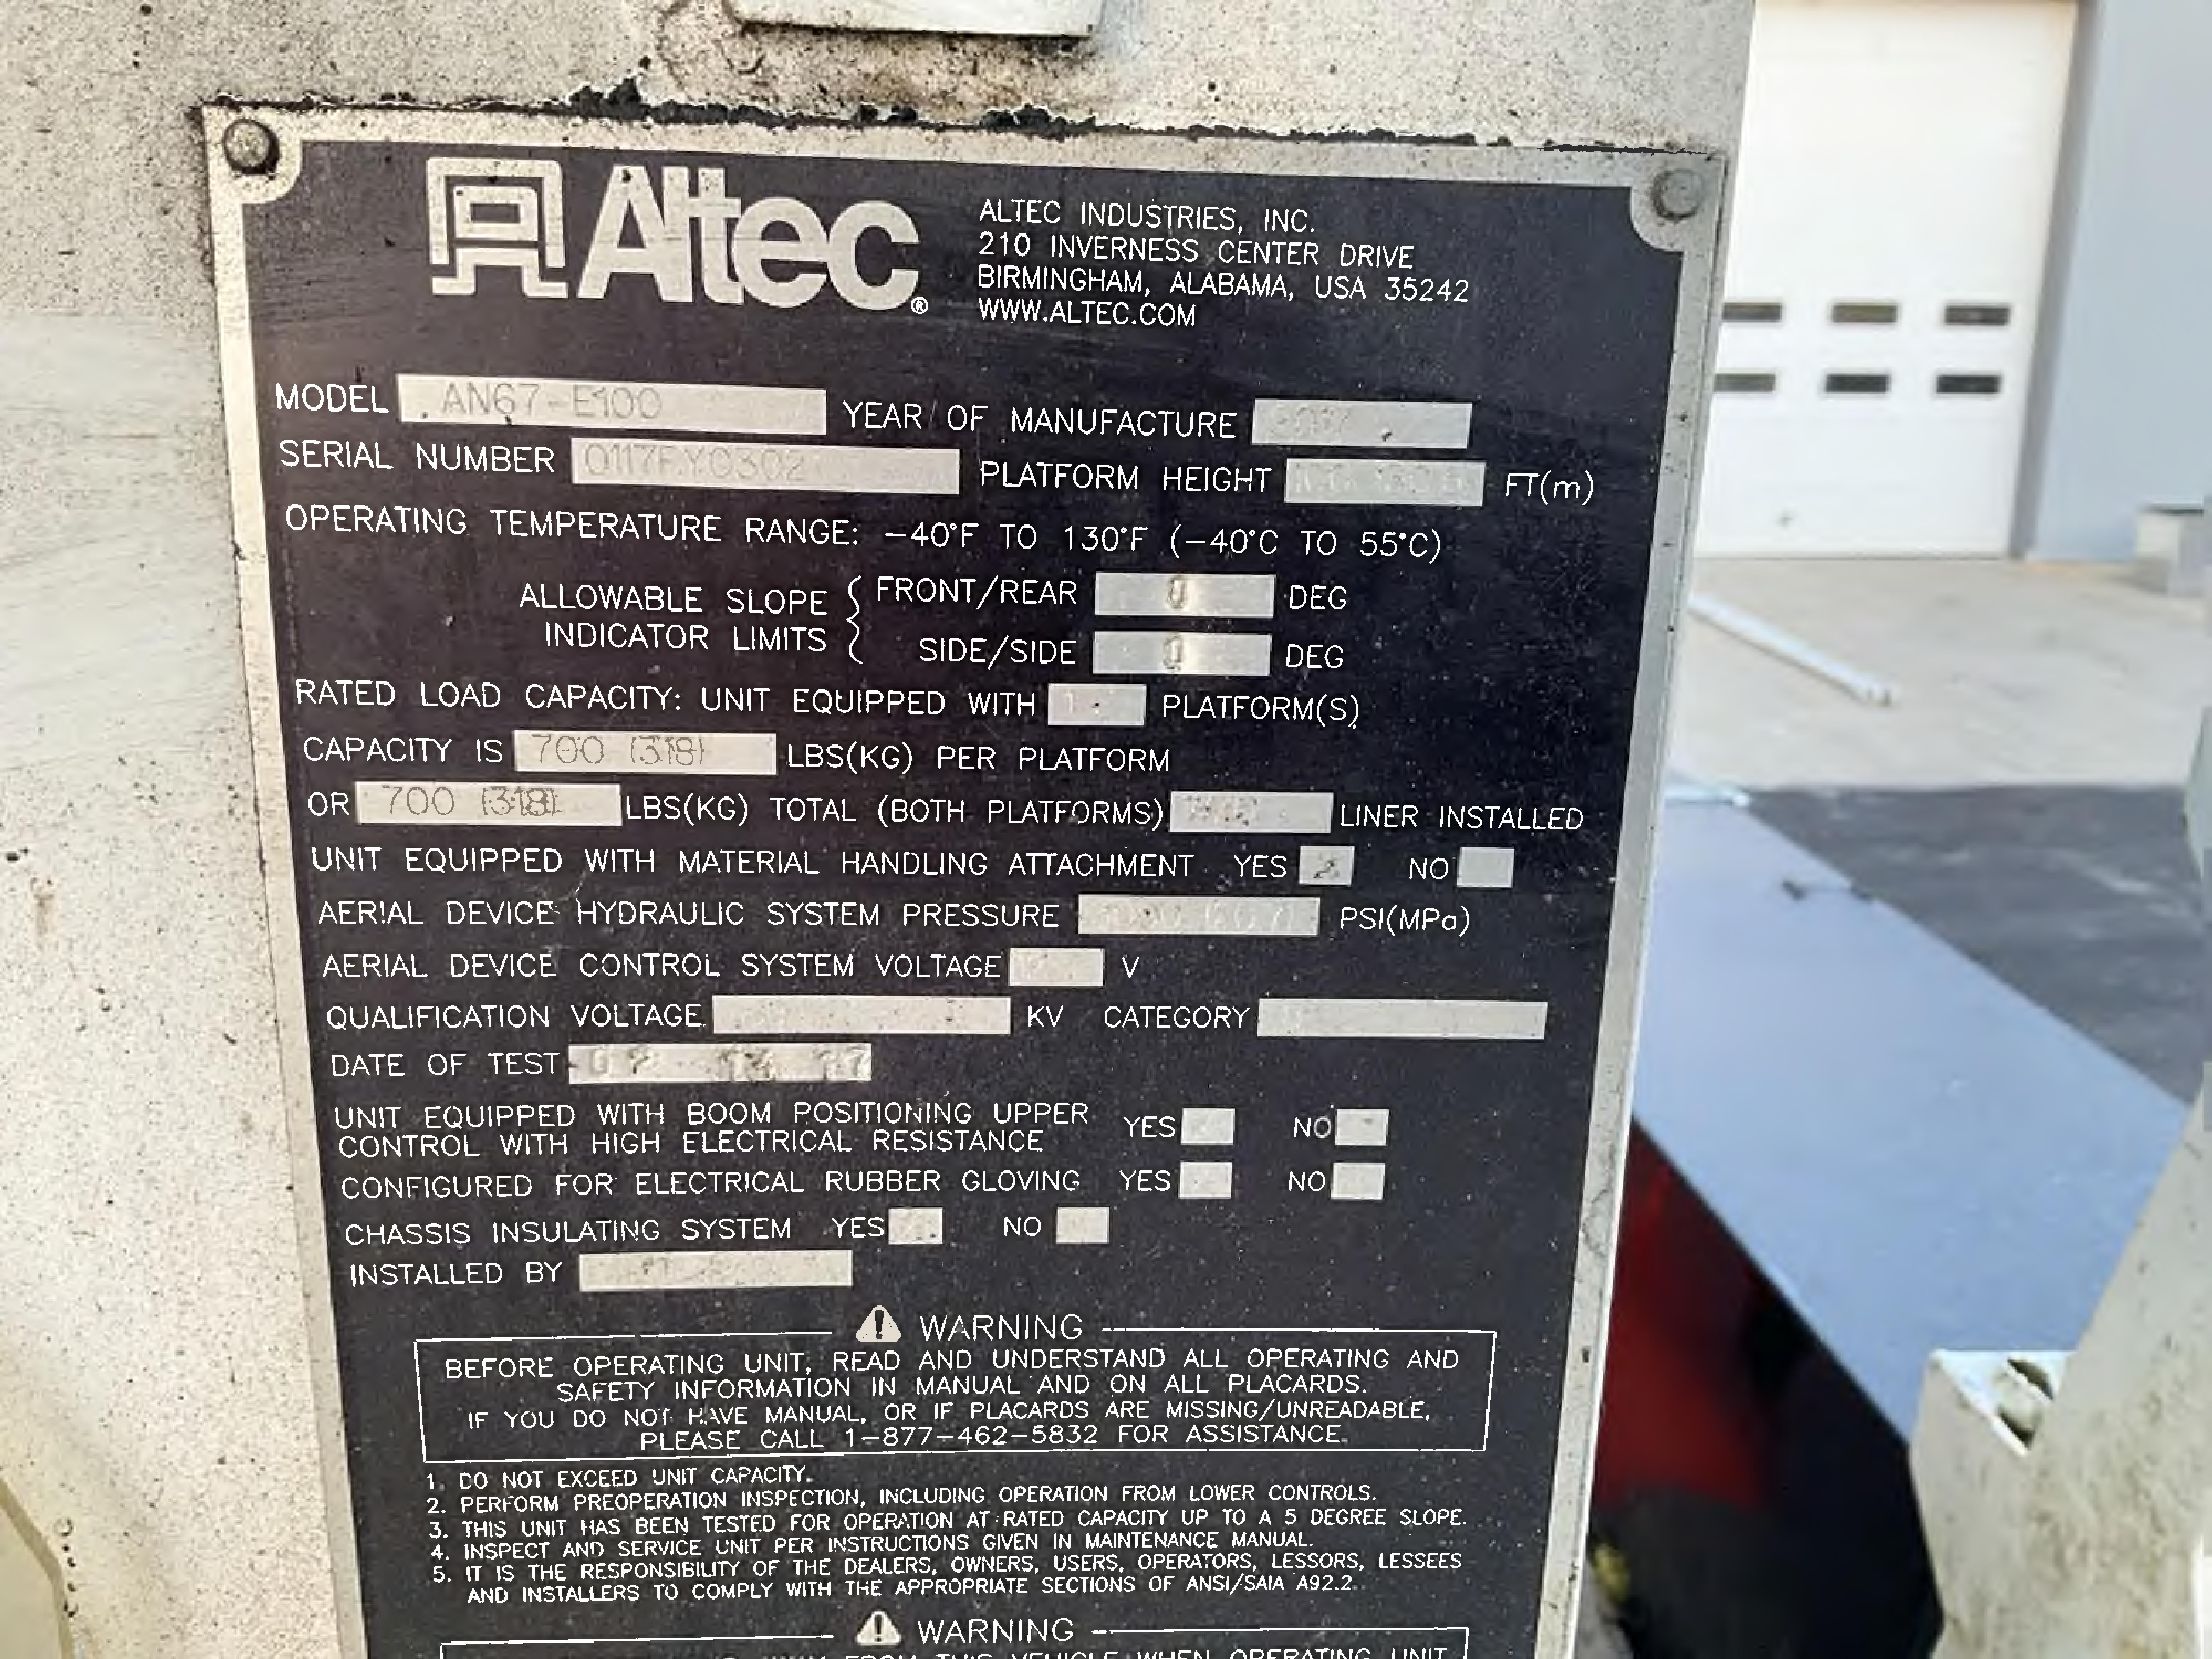 Altec®
ALTEC INDUSTRIES, INC.
210 INVERNESS CENTER DRIVE
BIRMINGHAM, ALABAMA, USA 35242
WWW.ALTEC.COM
MODEL AN67-E100 YEAR OF MANUFACTURE
SERIAL NUMBER PLATFORM HEIGHT FT(m)
OPERATING TEMPERATURE RANGE: -40°F TO 130°F (-40°C TO 55°C)
ALLOWABLE SLOPE INDICATOR LIMITS { FRONT/REAR DEG
SIDE/SIDE DEG
RATED LOAD CAPACITY: UNIT EQUIPPED WITH 1 PLATFORM(S)
CAPACITY IS 700 (318) LBS(KG) PER PLATFORM
OR 700 (318) LBS(KG) TOTAL (BOTH PLATFORMS) LINER INSTALLED
UNIT EQUIPPED WITH MATERIAL HANDLING ATTACHMENT YES NO
AERIAL DEVICE HYDRAULIC SYSTEM PRESSURE PSI(MPa)
AERIAL DEVICE CONTROL SYSTEM VOLTAGE V
QUALIFICATION VOLTAGE KV CATEGORY
DATE OF TEST
UNIT EQUIPPED WITH BOOM POSITIONING UPPER
CONTROL WITH HIGH ELECTRICAL RESISTANCE YES NO
CONFIGURED FOR ELECTRICAL RUBBER GLOVING YES NO
CHASSIS INSULATING SYSTEM YES NO
INSTALLED BY
WARNING
BEFORE OPERATING UNIT, READ AND UNDERSTAND ALL OPERATING AND
SAFETY INFORMATION IN MANUAL AND ON ALL PLACARDS.
IF YOU DO NOT HAVE MANUAL, OR IF PLACARDS ARE MISSING/UNREADABLE,
PLEASE CALL 1-877-462-5832 FOR ASSISTANCE.
1. DO NOT EXCEED UNIT CAPACITY.
2. PERFORM PREOPERATION INSPECTION, INCLUDING OPERATION FROM LOWER CONTROLS.
3. THIS UNIT HAS BEEN TESTED FOR OPERATION AT RATED CAPACITY UP TO A 5 DEGREE SLOPE.
4. INSPECT AND SERVICE UNIT PER INSTRUCTIONS GIVEN IN MAINTENANCE MANUAL.
5. IT IS THE RESPONSIBILITY OF THE DEALERS, OWNERS, USERS, OPERATORS, LESSORS, LESSEES
AND INSTALLERS TO COMPLY WITH THE APPROPRIATE SECTIONS OF ANSI/SAIA A92.2.
WARNING
FROM THIS VEHICLE WHEN OPERATING UNIT